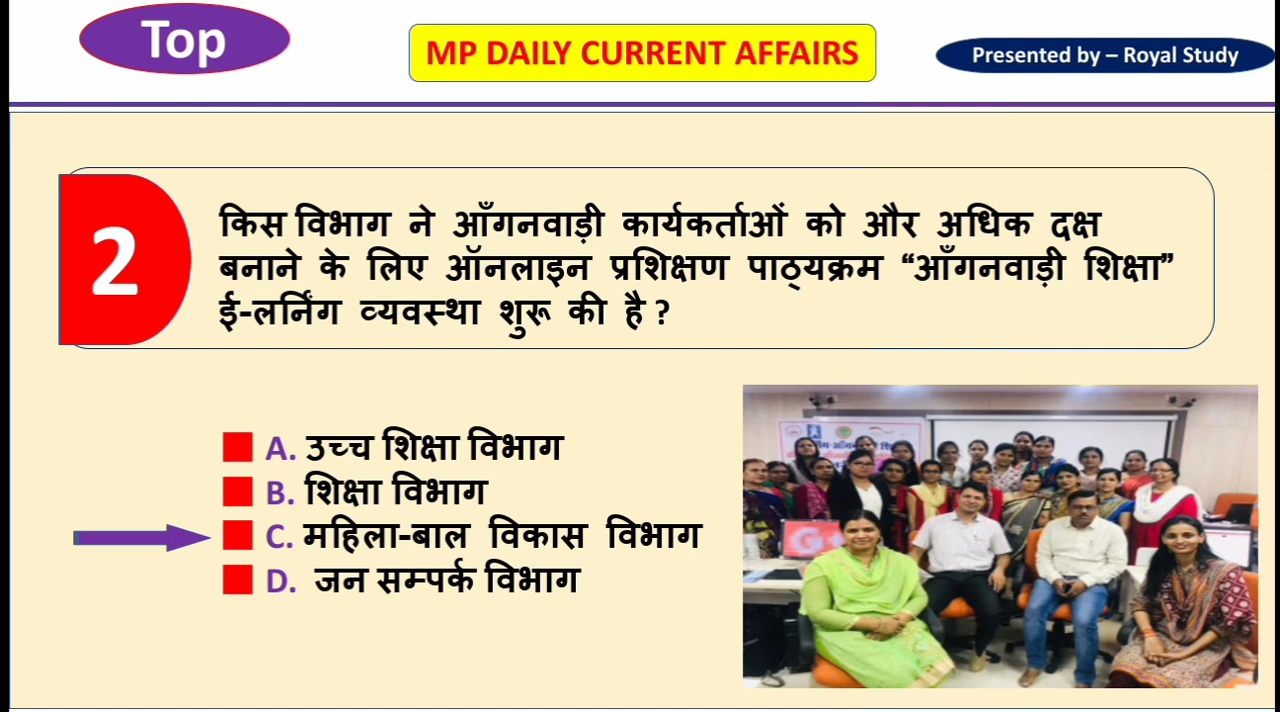 Top
MP DAILY CURRENT AFFAIRS
Presented by – Royal Study
2
किस विभाग ने आँगनवाड़ी कार्यकर्ताओं को और अधिक दक्ष
बनाने के लिए ऑनलाइन प्रशिक्षण पाठ्यक्रम “आँगनवाड़ी शिक्षा”
ई-लर्निंग व्यवस्था शुरू की है ?
A. उच्च शिक्षा विभाग
B. शिक्षा विभाग
C. महिला-बाल विकास विभाग
D. जन सम्पर्क विभाग
G+